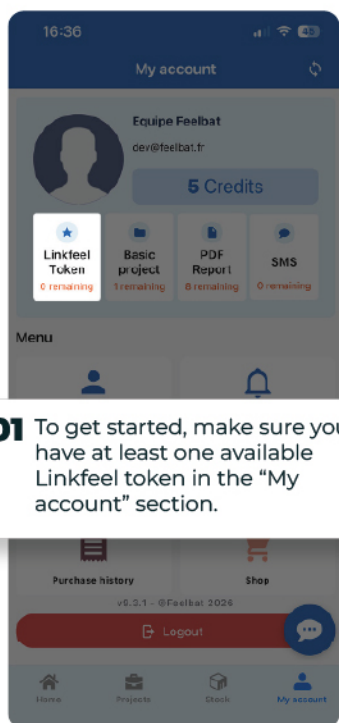 16:36
My account
Equipe Feelbat
dev@feelbat.fr
5 Credits
Linkfeel Token
0 remaining
Basic project
1 remaining
PDF Report
8 remaining
SMS
0 remaining
Menu
01 To get started, make sure you
have at least one available
Linkfeel token in the “My
account” section.
Purchase history
Shop
v6.3.1 - @Feelbat 2026
Logout
Home
Projects
Stock
My account